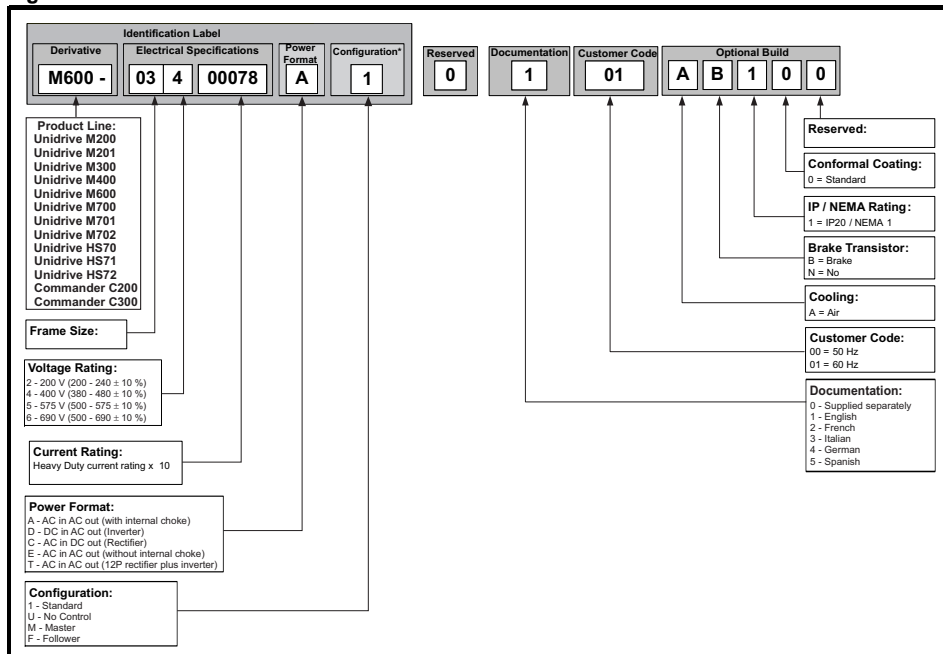 Identification Label
Derivative
Electrical Specifications
Power
Format
Configuration*
Reserved
Documentation
Customer Code
Optional Build
M600 -
03
4
00078
A
1
0
1
01
A
B
1
0
0
Product Line:
Unidrive M200
Unidrive M201
Unidrive M300
Unidrive M400
Unidrive M600
Unidrive M700
Unidrive M701
Unidrive M702
Unidrive HS70
Unidrive HS71
Unidrive HS72
Commander C200
Commander C300
Frame Size:
Voltage Rating:
2 - 200 V (200 - 240 ± 10 %)
4 - 400 V (380 - 480 ± 10 %)
5 - 575 V (500 - 575 ± 10 %)
6 - 690 V (500 - 690 ± 10 %)
Current Rating:
Heavy Duty current rating x 10
Power Format:
A - AC in AC out (with internal choke)
D - DC in AC out (Inverter)
C - AC in DC out (Rectifier)
E - AC in AC out (without internal choke)
T - AC in AC out (12P rectifier plus inverter)
Configuration:
1 - Standard
U - No Control
M - Master
F - Follower
Reserved:
Conformal Coating:
0 = Standard
IP / NEMA Rating:
1 = IP20 / NEMA 1
Brake Transistor:
B = Brake
N = No
Cooling:
A = Air
Customer Code:
00 = 50 Hz
01 = 60 Hz
Documentation:
0 - Supplied separately
1 - English
2 - French
3 - Italian
4 - German
5 - Spanish